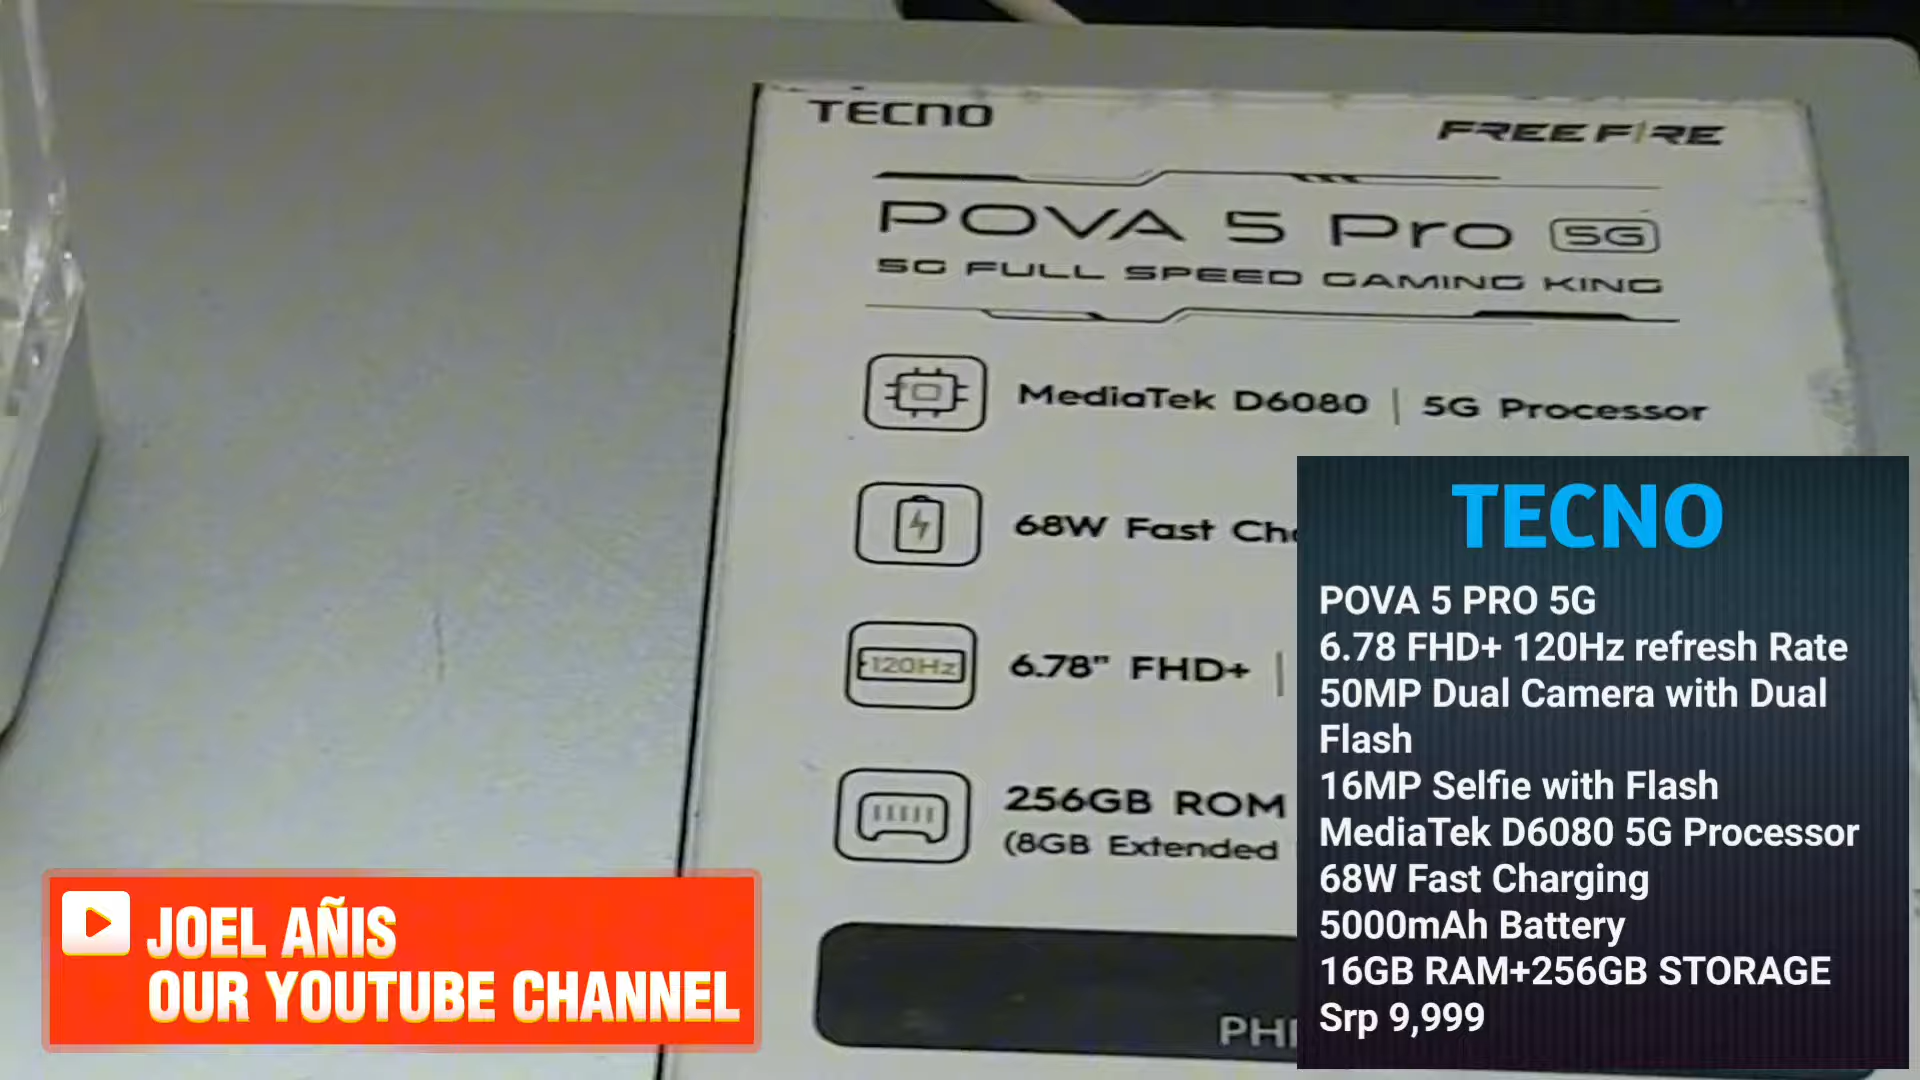 TECNO
FREE FIRE
POVA 5 Pro 5G
5G FULL SPEED GAMING KING
MediaTek D6080 | 5G Processor
68W Fast
120Hz
6.78" FHD+ |
256GB ROM
(8GB Extended
TECNO
POVA 5 PRO 5G
6.78 FHD+ 120Hz refresh Rate
50MP Dual Camera with Dual
Flash
16MP Selfie with Flash
MediaTek D6080 5G Processor
68W Fast Charging
5000mAh Battery
16GB RAM+256GB STORAGE
Srp 9,999
JOEL AÑIS
OUR YOUTUBE CHANNEL